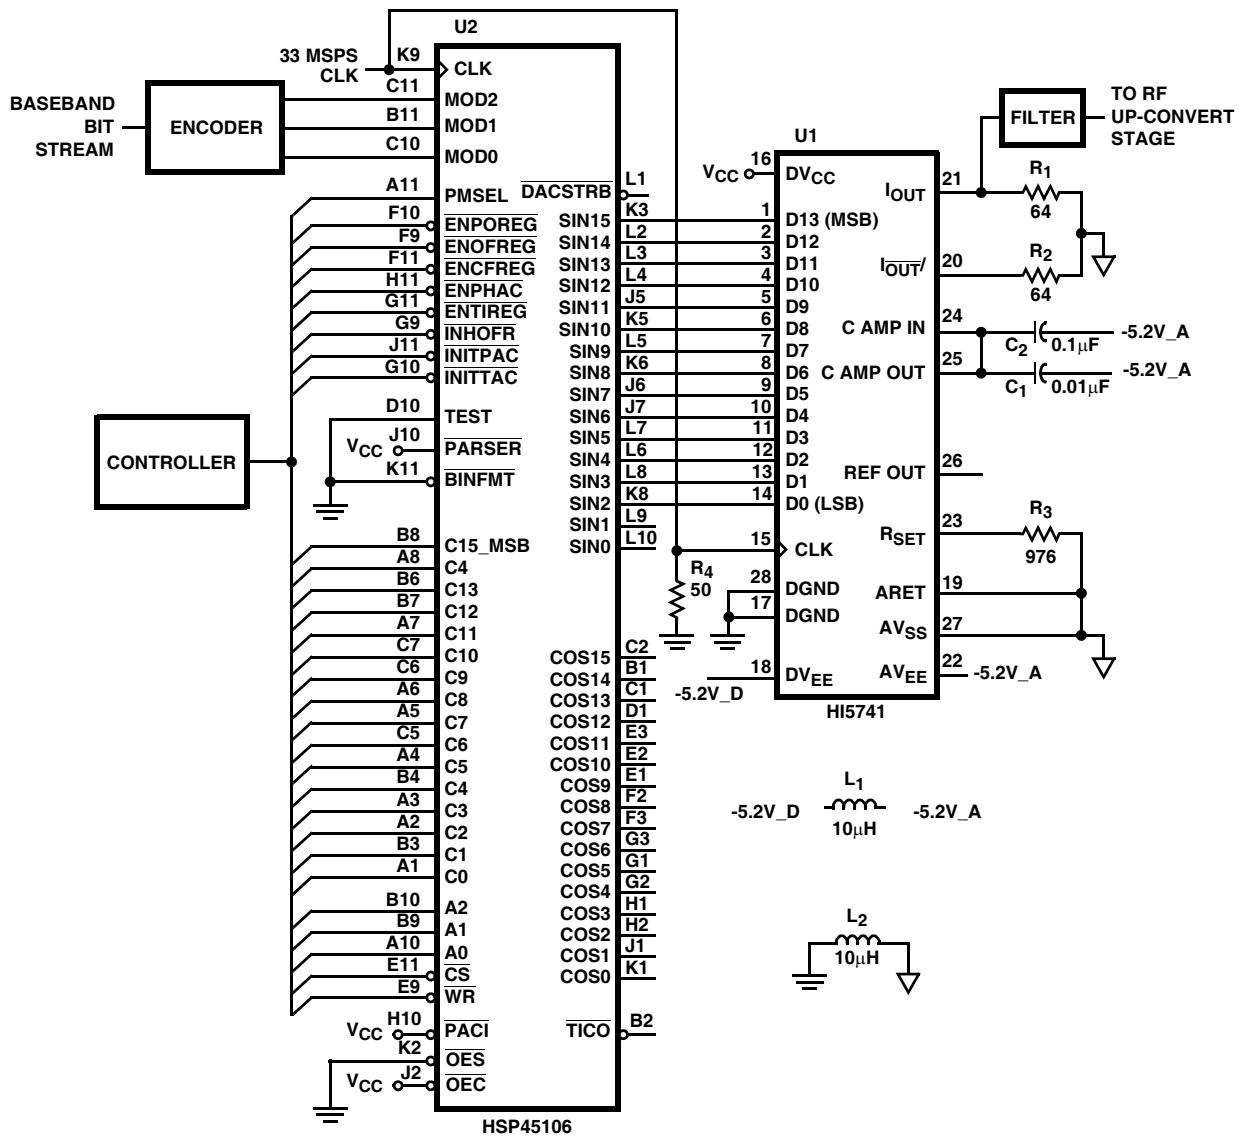 U2
33 MSPS
CLK
K9
CLK
BASEBAND
BIT
STREAM
ENCODER
C11
MOD2
B11
MOD1
C10
MOD0
A11
PMSEL
F10
ENPOREG
F9
ENOFREG
F11
ENCFREG
H11
ENPHAC
G11
ENTIREG
G9
INHOFR
J11
INITPAC
G10
INITTAC
D10
TEST
VCC
J10
PARSER
K11
BINFMT
CONTROLLER
B8
C15_MSB
A8
C4
B6
C13
B7
C12
A7
C11
C7
C10
C6
C9
A6
C8
A5
C7
C5
C6
A4
C5
B4
C4
A3
C3
A2
C2
B3
C1
A1
C0
B10
A2
B9
A1
A10
A0
E11
CS
E9
WR
VCC
H10
PACI
K2
OES
VCC
J2
OEC
HSP45106
DACSTRB
L1
SIN15
K3
SIN14
L2
SIN13
L3
SIN12
L4
SIN11
J5
SIN10
K5
SIN9
L5
SIN8
K6
SIN7
J6
SIN6
J7
SIN5
L7
SIN4
L6
SIN3
L8
SIN2
K8
SIN1
L9
SIN0
L10
COS15
C2
COS14
B1
COS13
C1
COS12
D1
COS11
E3
COS10
E2
COS9
E1
COS8
F2
COS7
F3
COS6
G3
COS5
G1
COS4
G2
COS3
H1
COS2
H2
COS1
J1
COS0
K1
TICO
B2
R4
50
U1
VCC
16
DVCC
1
D13 (MSB)
2
D12
3
D11
4
D10
5
D9
6
D8
7
D7
8
D6
9
D5
10
D4
11
D3
12
D2
13
D1
14
D0 (LSB)
15
CLK
28
DGND
17
DGND
18
DVEE
-5.2V_D
HI5741
IOUT
21
IOUT/
20
C AMP IN
24
C AMP OUT
25
REF OUT
26
RSET
23
ARET
19
AVSS
27
AVEE
22
-5.2V_A
FILTER
TO RF
UP-CONVERT
STAGE
R1
64
R2
64
C2
0.1μF
-5.2V_A
C1
0.01μF
-5.2V_A
R3
976
-5.2V_D
L1
10μH
-5.2V_A
L2
10μH